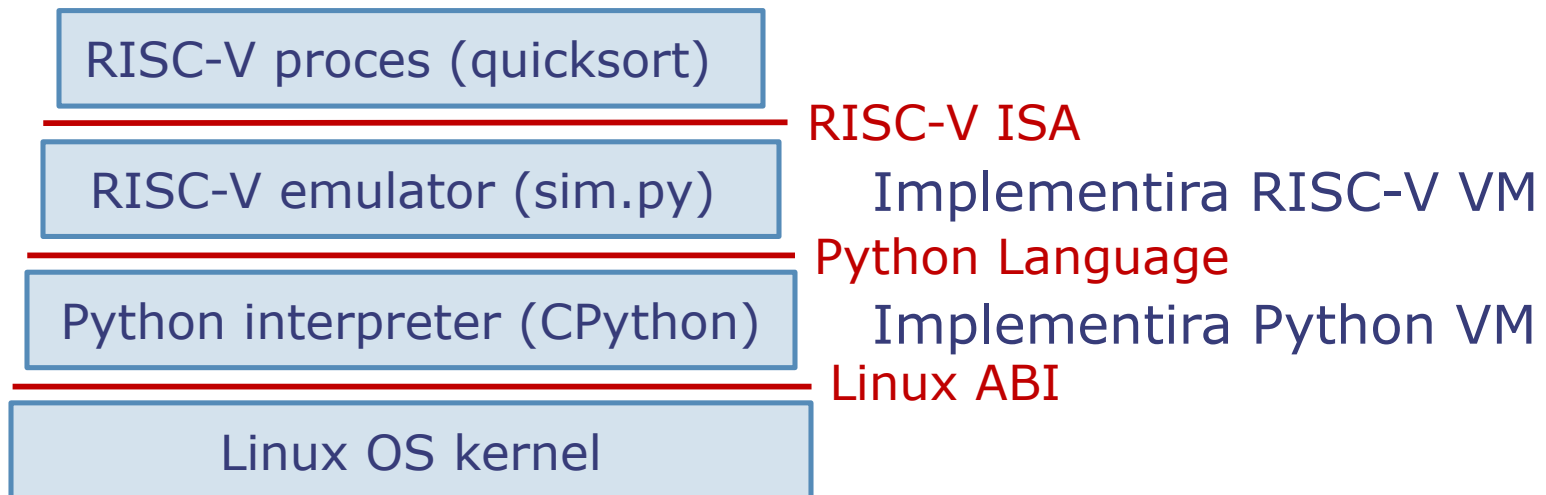 RISC-V proces (quicksort)
RISC-V ISA
RISC-V emulator (sim.py)
Implementira RISC-V VM
Python Language
Python interpreter (CPython)
Implementira Python VM
Linux ABI
Linux OS kernel